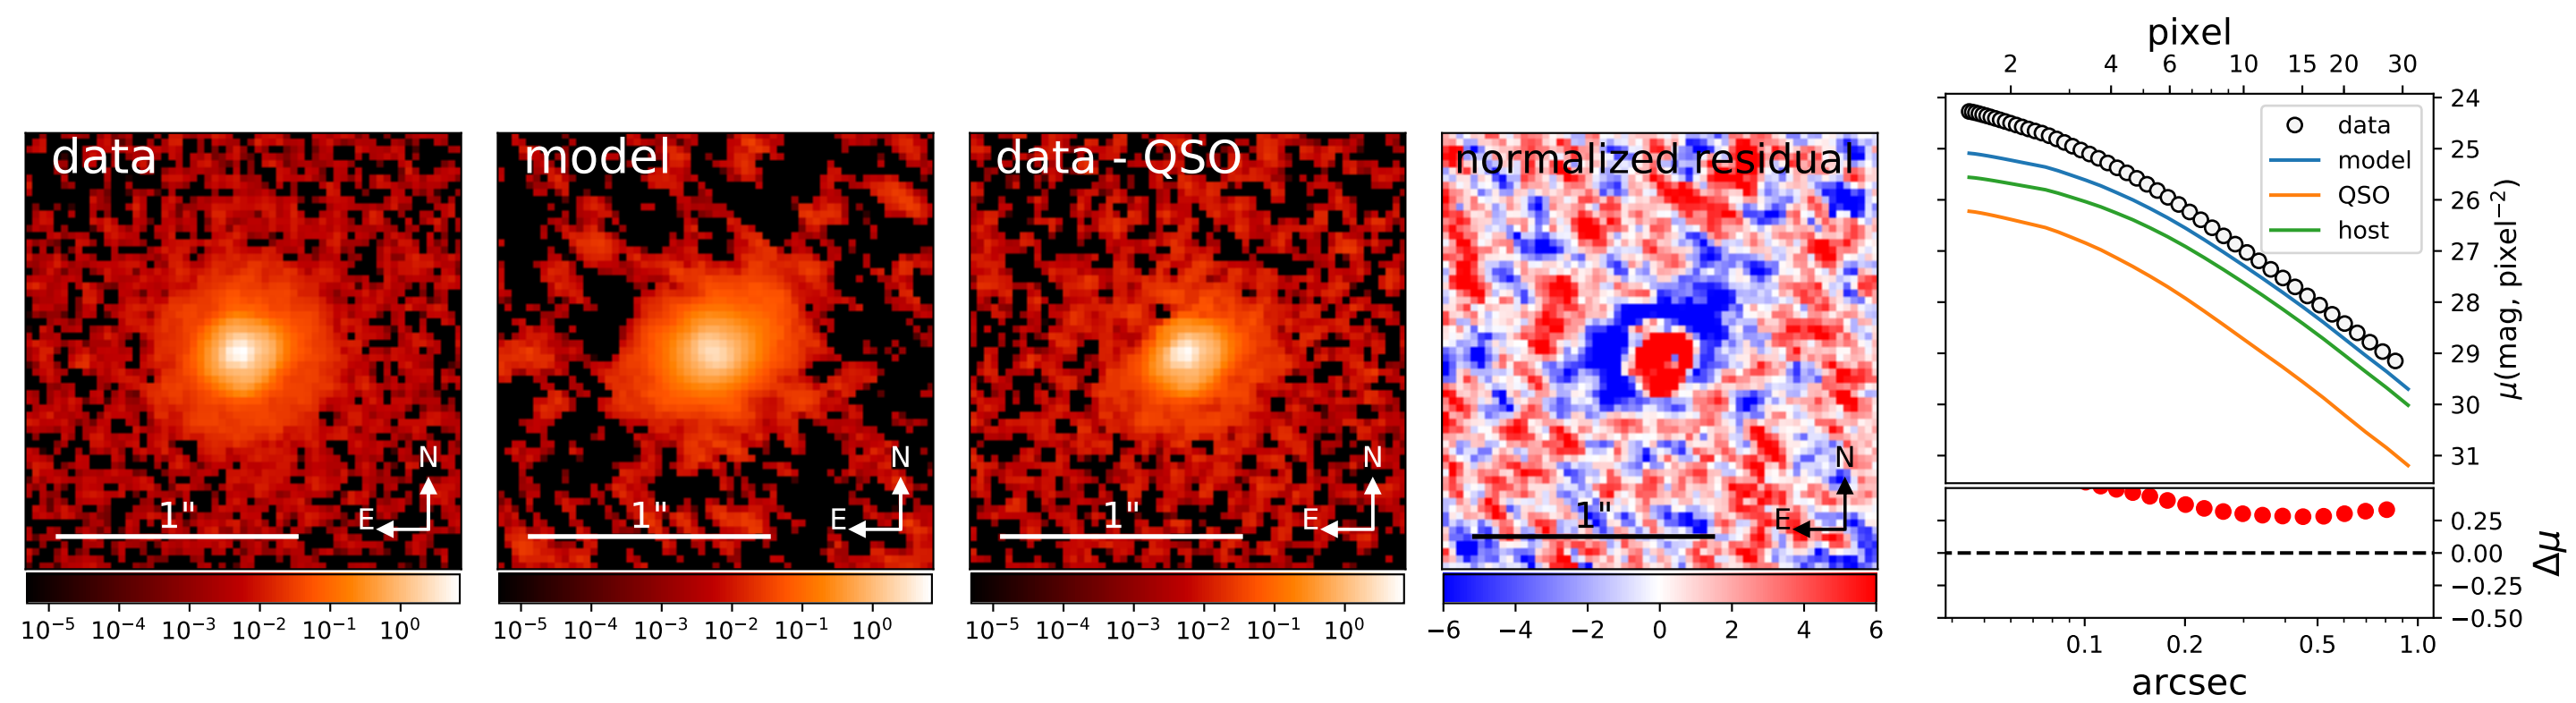 data
N
E
1"
10⁻⁵ 10⁻⁴ 10⁻³ 10⁻² 10⁻¹ 10⁰
model
N
E
1"
10⁻⁵ 10⁻⁴ 10⁻³ 10⁻² 10⁻¹ 10⁰
data - QSO
N
E
1"
10⁻⁵ 10⁻⁴ 10⁻³ 10⁻² 10⁻¹ 10⁰
normalized residual
N
E
1"
−6 −4 −2 0 2 4 6
pixel
2 4 6 10 15 20 30
data
model
QSO
host
24
25
26
27
28
29
30
31
μ(mag, pixel⁻²)
0.25
0.00
−0.25
−0.50
Δμ
0.1 0.2 0.5 1.0
arcsec